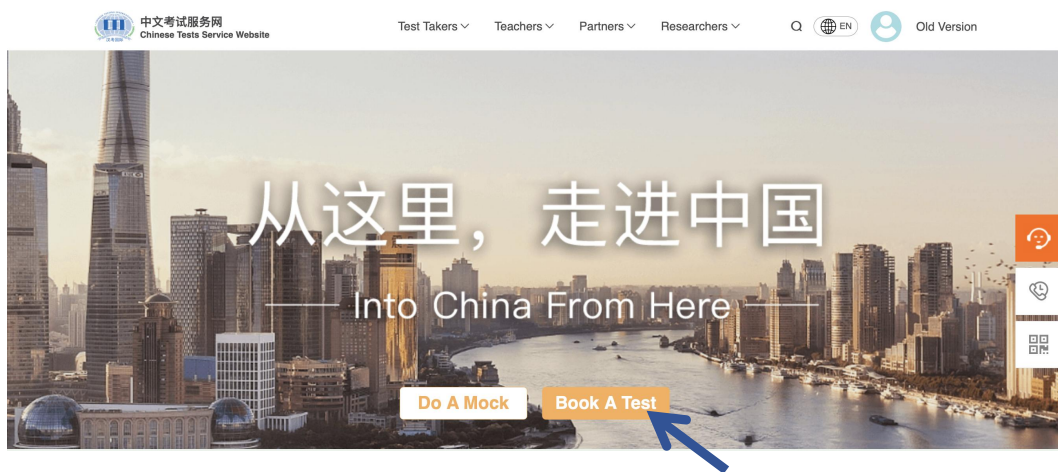 中文考试服务网
Chinese Tests Service Website
Test Takers
Teachers
Partners
Researchers
EN
Old Version
从这里，走进中国
Into China From Here
Do A Mock
Book A Test